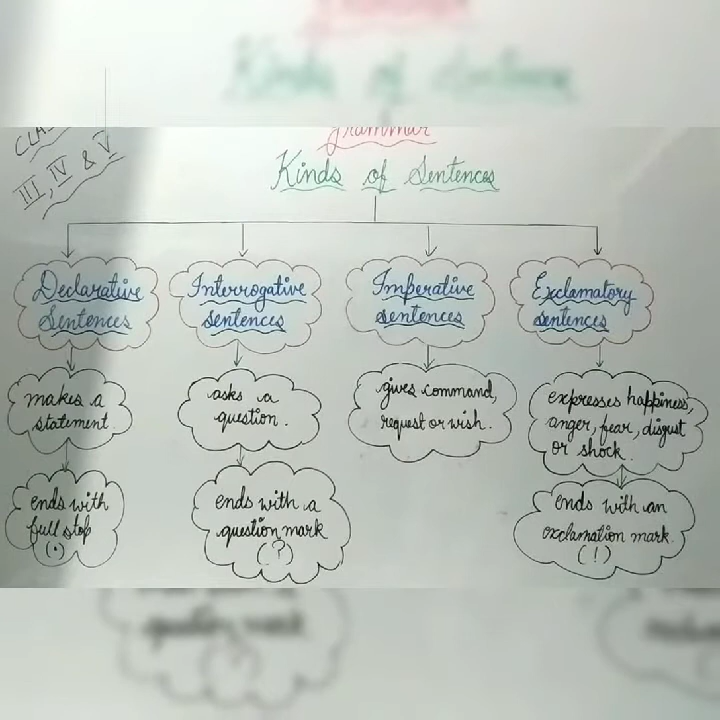 CLASS
III, IV & V
grammar
Kinds of Sentences
Declarative
Sentences
Interrogative
sentences
Imperative
sentences
Exclamatory
sentences
makes a
statement.
asks a
question.
gives command,
request or wish.
expresses happiness,
anger, fear, disgust
or shock.
ends with
full stop
(.)
ends with a
question mark
(?)
ends with an
exclamation mark.
(!)